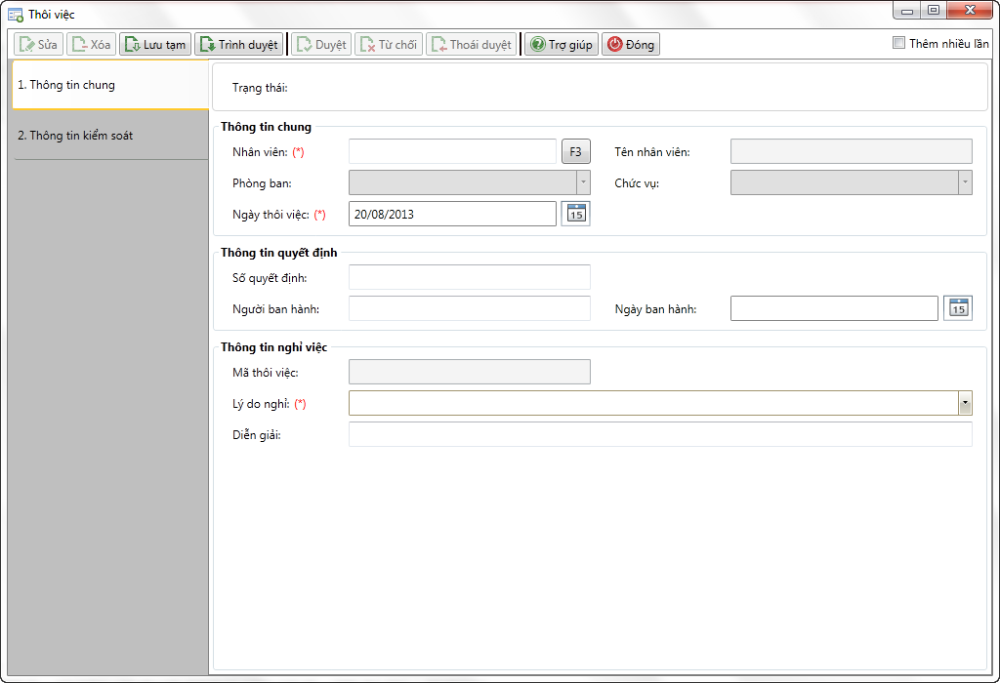 Thôi việc
Sửa Xóa Lưu tạm Trình duyệt Duyệt Từ chối Thoái duyệt Trợ giúp Đóng Thêm nhiều lần
1. Thông tin chung
2. Thông tin kiểm soát
Trạng thái:
Thông tin chung
Nhân viên: (*) F3 Tên nhân viên:
Phòng ban: Chức vụ:
Ngày thôi việc: (*) 20/08/2013 15
Thông tin quyết định
Số quyết định:
Người ban hành: Ngày ban hành: 15
Thông tin nghỉ việc
Mã thôi việc:
Lý do nghỉ: (*)
Diễn giải: